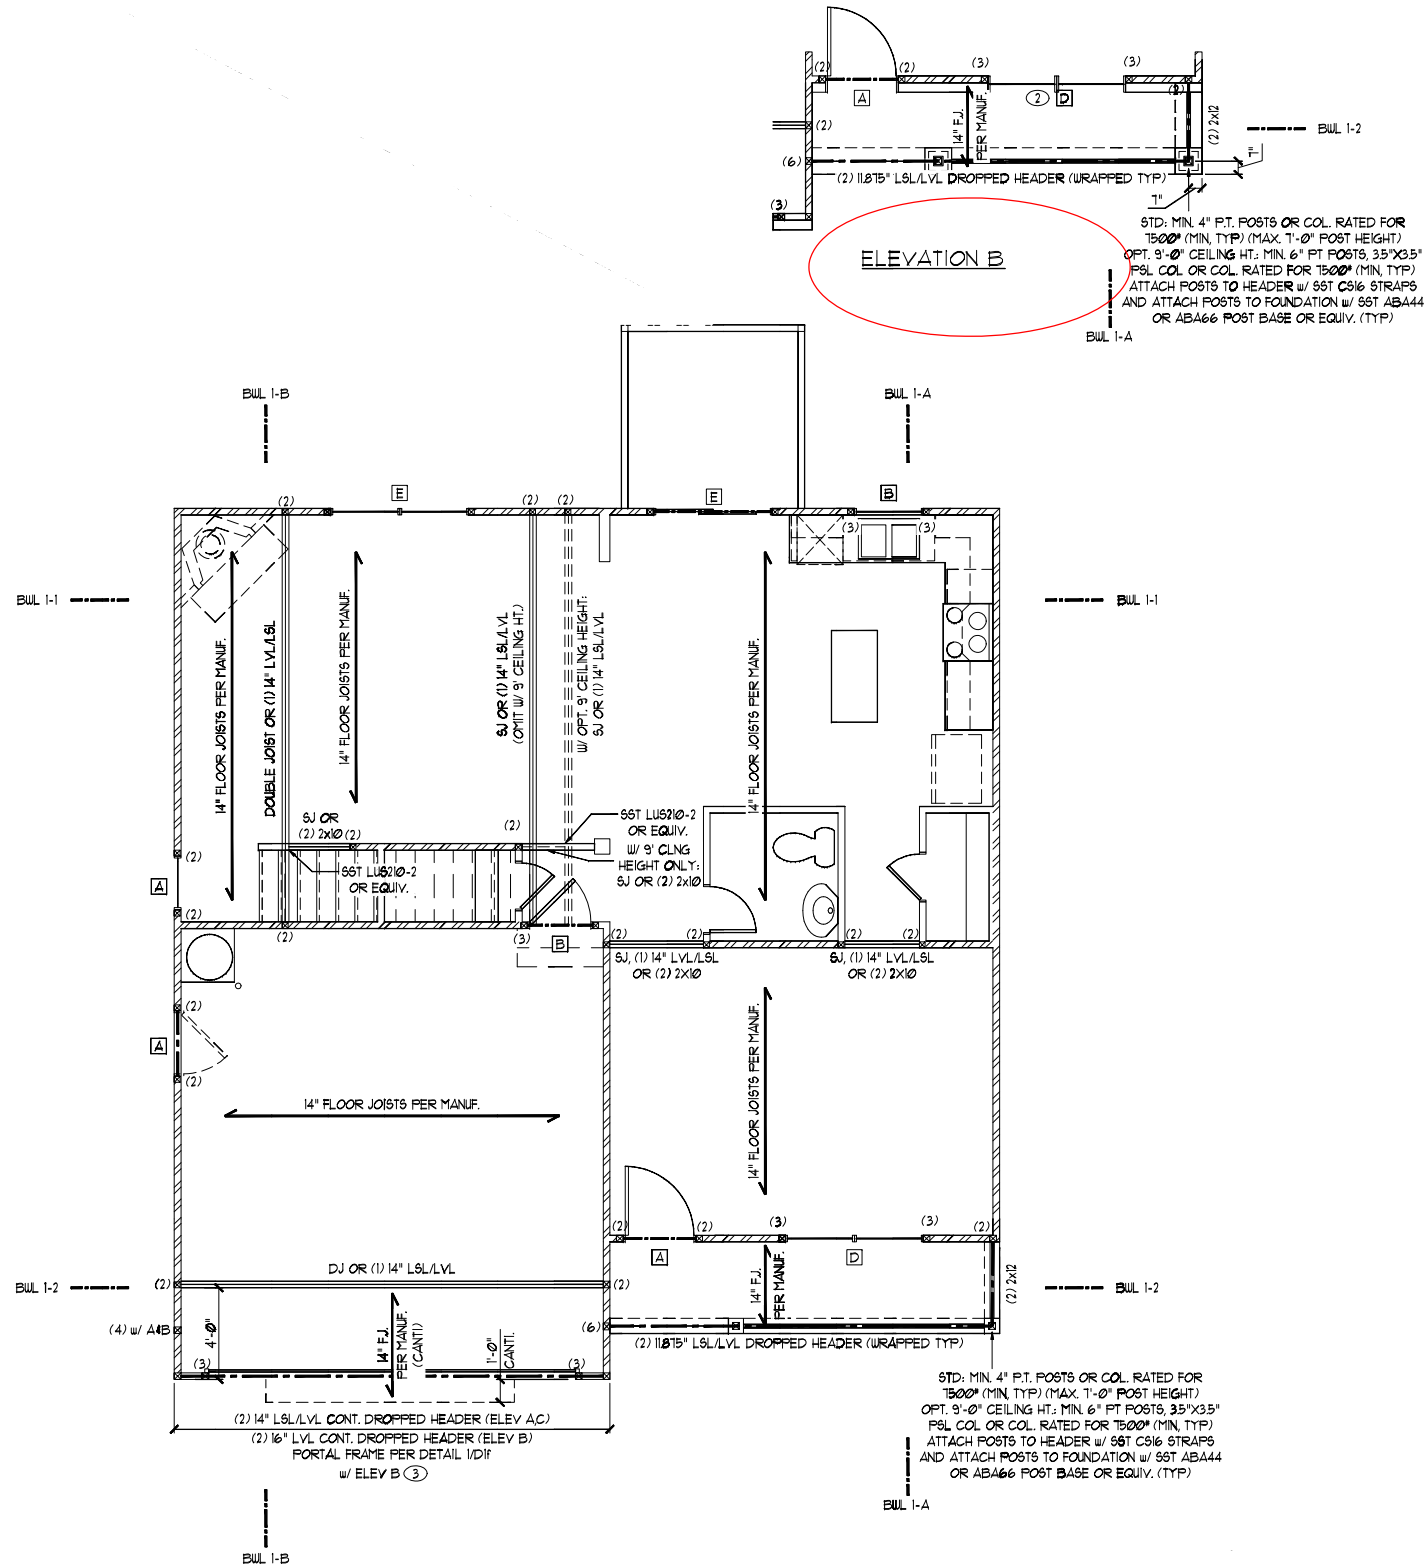 (2)
(2)
(3)
(3)
A
2
D
(2)
14" F.J.
PER MANUF.
(2) 2x12
BWL 1-2
(2)
(6)
7"
(2) 11.875" LSL/LVL DROPPED HEADER (WRAPPED TYP)
7"
(3)
STD: MIN. 4" P.T. POSTS OR COL. RATED FOR
7500# (MIN, TYP) (MAX. 7'-0" POST HEIGHT)
OPT. 9'-0" CEILING HT.: MIN. 6" PT POSTS, 3.5"X3.5"
PSL COL OR COL. RATED FOR 7500# (MIN, TYP)
ATTACH POSTS TO HEADER W/ SST CS16 STRAPS
AND ATTACH POSTS TO FOUNDATION W/ SST ABA44
OR ABA66 POST BASE OR EQUIV. (TYP)
ELEVATION B
BWL 1-A
BWL 1-B
BWL 1-A
E
E
B
(2)
(2)
(2)
(3)
(3)
BWL 1-1
BWL 1-1
14" FLOOR JOISTS PER MANUF.
DOUBLE JOIST OR (1) 14" LVL/LSL
14" FLOOR JOISTS PER MANUF.
SJ OR (1) 14" LSL/LVL
(OMIT W/ 9' CEILING HT.)
W/ OPT. 9' CEILING HEIGHT:
SJ OR (1) 14" LSL/LVL
14" FLOOR JOISTS PER MANUF.
SJ OR
(2) 2x10
(2)
(2)
SST LUS210-2
OR EQUIV.
W/ 9' CLNG
HEIGHT ONLY:
SJ OR (2) 2x10
SST LUS210-2
OR EQUIV.
(2)
A
(2)
(2)
(3)
B
(2)
(2)
(2)
(2)
SJ, (1) 14" LVL/LSL
OR (2) 2X10
SJ, (1) 14" LVL/LSL
OR (2) 2X10
(2)
A
(2)
14" FLOOR JOISTS PER MANUF.
14" FLOOR JOISTS PER MANUF.
(2)
(2)
(3)
(3)
(2)
A
D
DJ OR (1) 14" LSL/LVL
BWL 1-2
(2)
(2)
14" F.J.
PER MANUF.
(2) 2x12
BWL 1-2
(4) W/ A&B
4'-0"
14" F.J.
PER MANUF.
(CANTI)
1'-0"
CANTI.
(6)
(2) 11.875" LSL/LVL DROPPED HEADER (WRAPPED TYP)
(3)
(3)
STD: MIN. 4" P.T. POSTS OR COL. RATED FOR
7500# (MIN, TYP) (MAX. 7'-0" POST HEIGHT)
OPT. 9'-0" CEILING HT.: MIN. 6" PT POSTS, 3.5"X3.5"
PSL COL OR COL. RATED FOR 7500# (MIN, TYP)
ATTACH POSTS TO HEADER W/ SST CS16 STRAPS
AND ATTACH POSTS TO FOUNDATION W/ SST ABA44
OR ABA66 POST BASE OR EQUIV. (TYP)
(2) 14" LSL/LVL CONT. DROPPED HEADER (ELEV A,C)
(2) 16" LVL CONT. DROPPED HEADER (ELEV B)
PORTAL FRAME PER DETAIL 1/D1f
W/ ELEV B 3
BWL 1-A
BWL 1-B